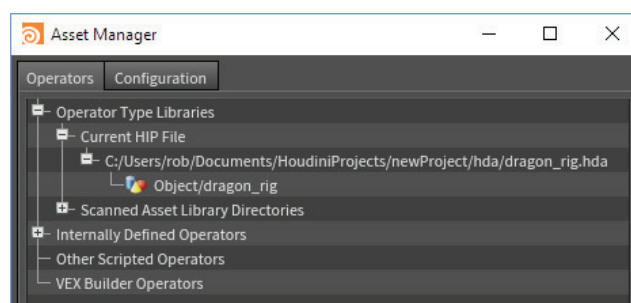 Asset Manager
Operators Configuration
Operator Type Libraries
Current HIP File
C:/Users/rob/Documents/HoudiniProjects/newProject/hda/dragon_rig.hda
Object/dragon_rig
Scanned Asset Library Directories
Internally Defined Operators
Other Scripted Operators
VEX Builder Operators